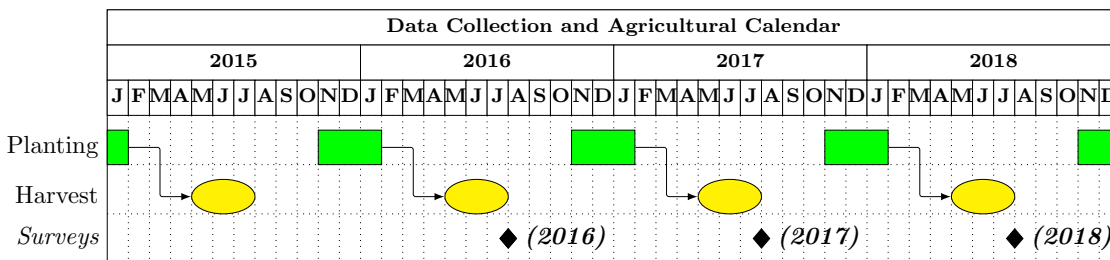 Data Collection and Agricultural Calendar
2015 2016 2017 2018
J F M A M J J A S O N D J F M A M J J A S O N D J F M A M J J A S O N D J F M A M J J A S O N D
Planting
Harvest
Surveys (2016) (2017) (2018)